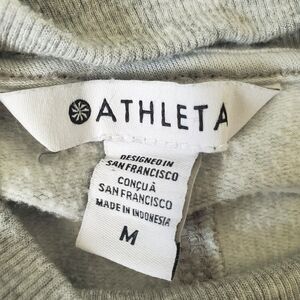 ATHLETA
DESIGNED IN
SAN FRANCISCO
CONÇU À
SAN FRANCISCO
MADE IN INDONESIA
M